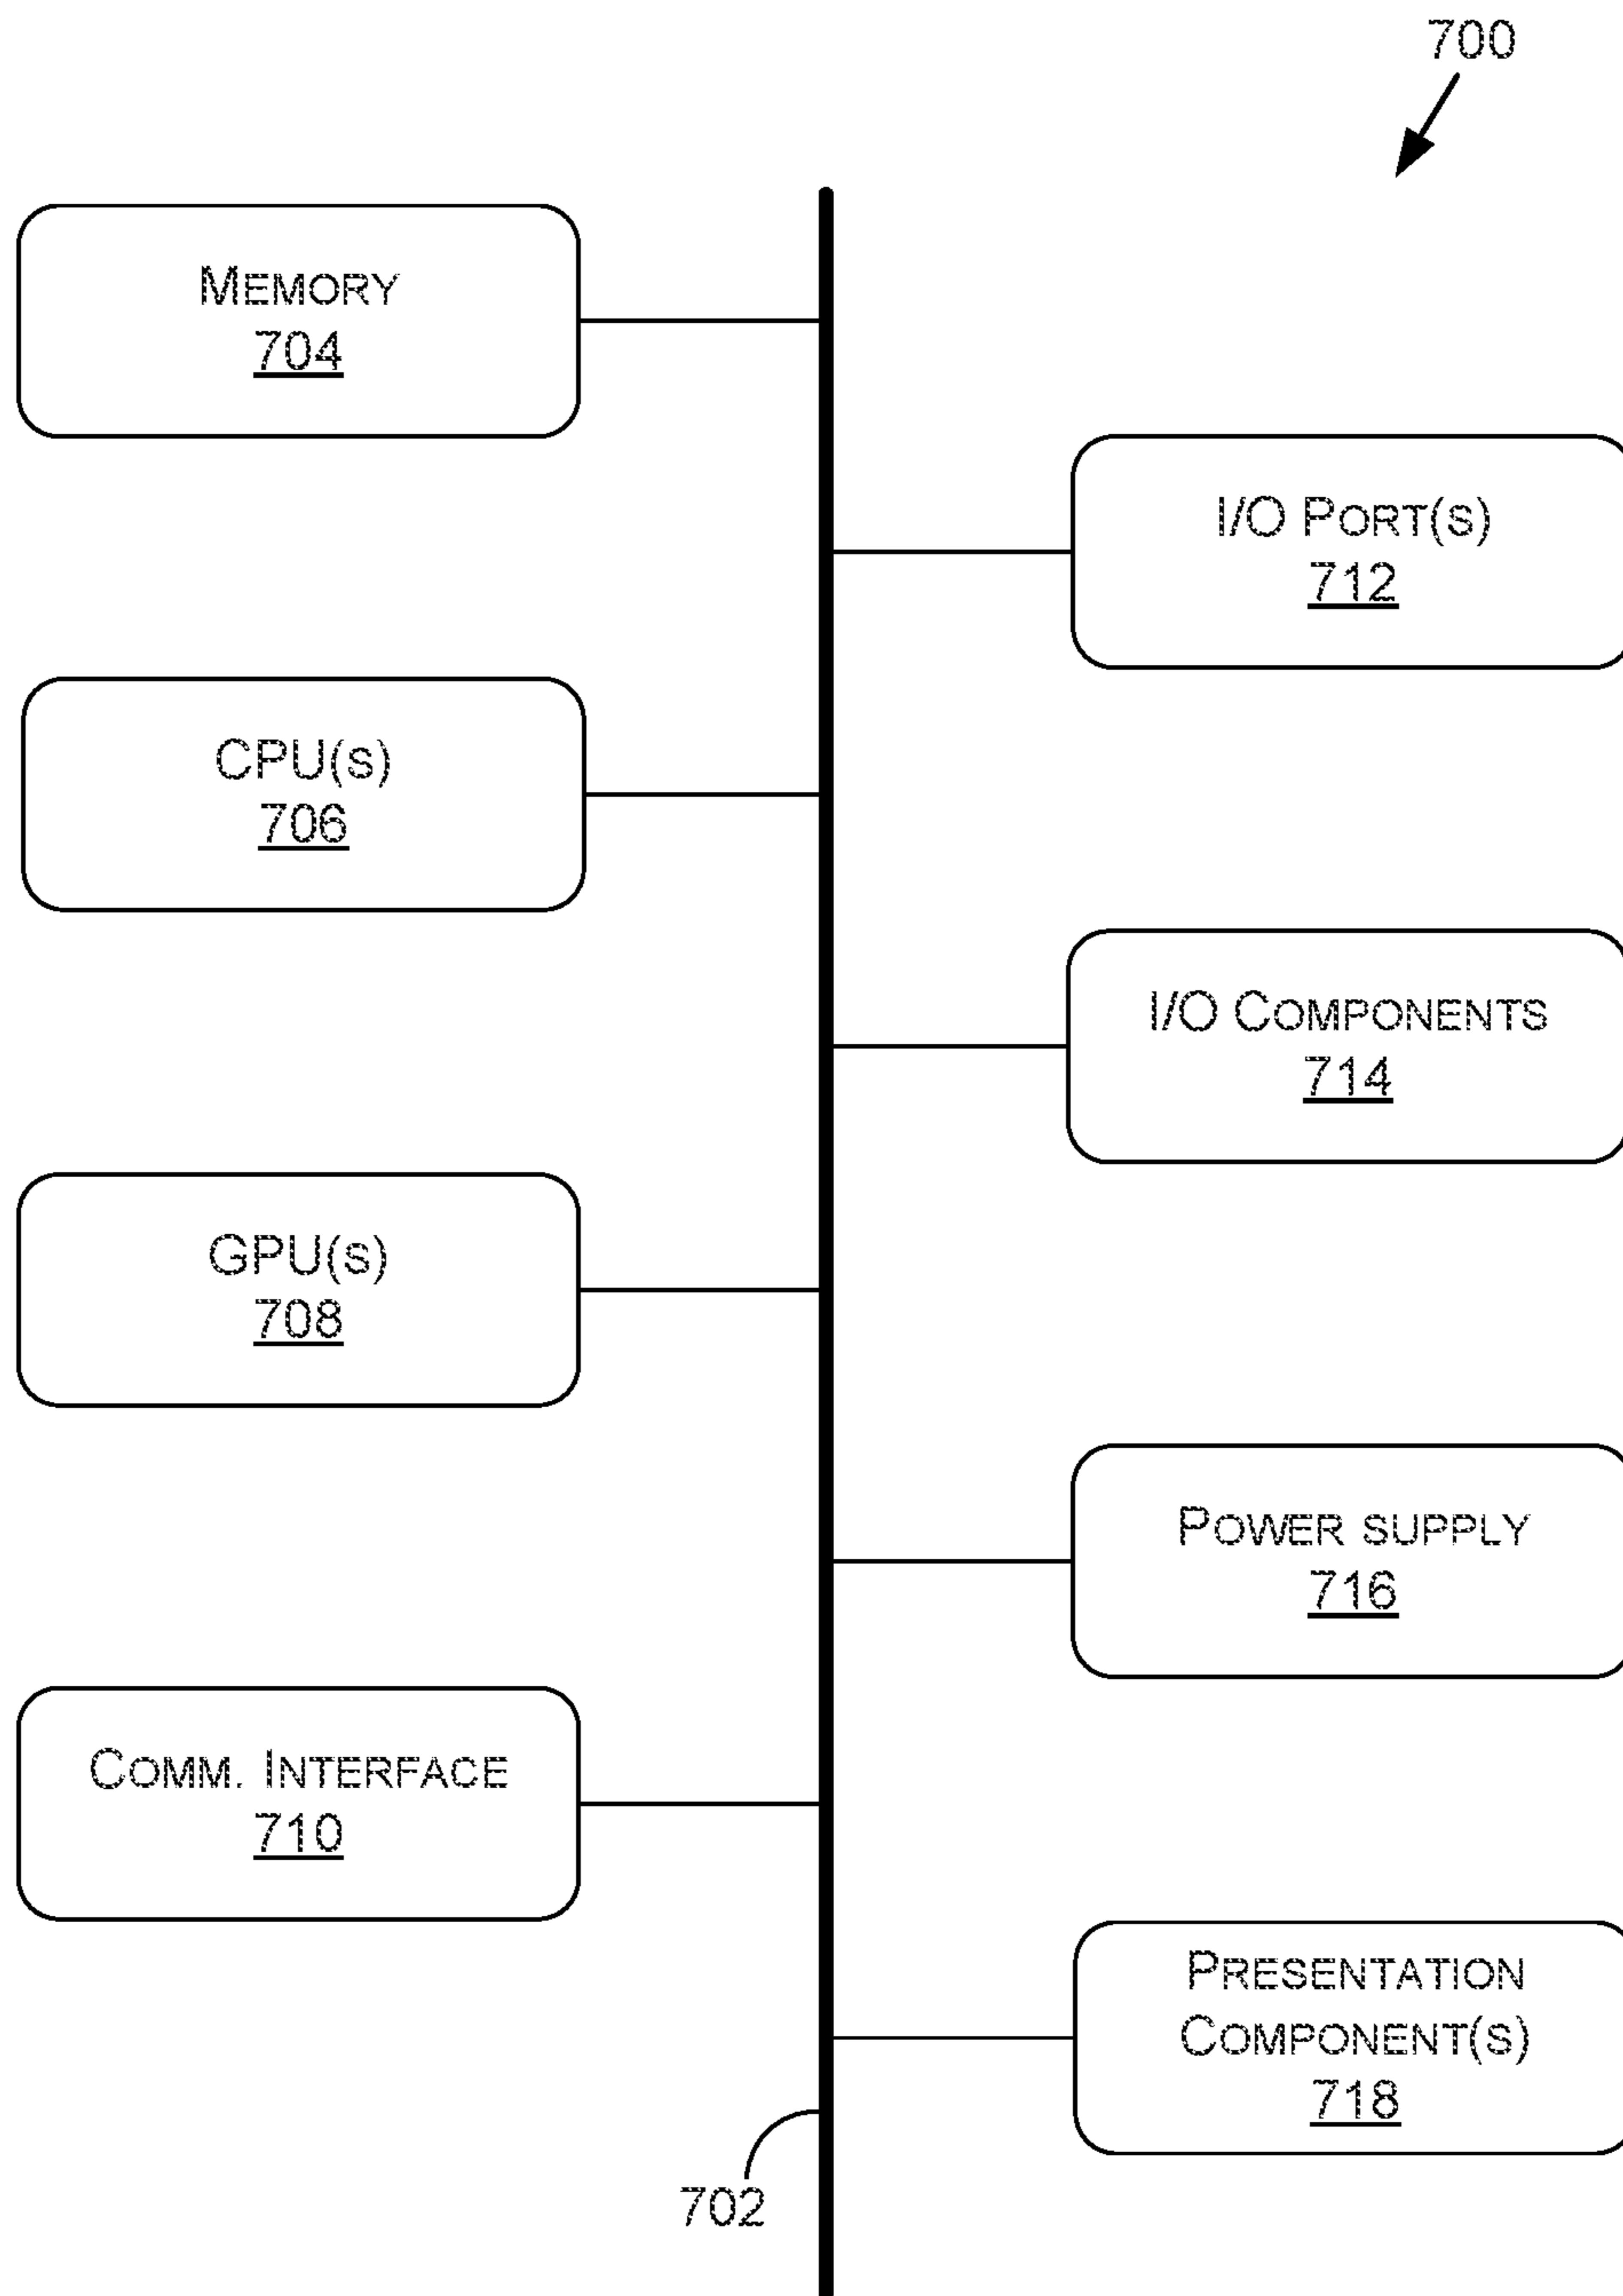 700
MEMORY
704
I/O PORT(S)
712
CPU(S)
706
I/O COMPONENTS
714
GPU(S)
708
POWER SUPPLY
716
COMM. INTERFACE
710
PRESENTATION
COMPONENT(S)
718
702